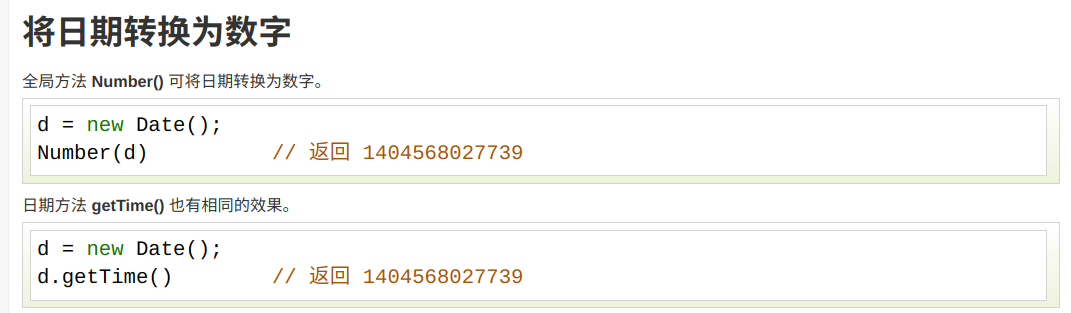 将日期转换为数字
全局方法 Number() 可将日期转换为数字。
d = new Date();
Number(d)          // 返回 1404568027739
日期方法 getTime() 也有相同的效果。
d = new Date();
d.getTime()        // 返回 1404568027739